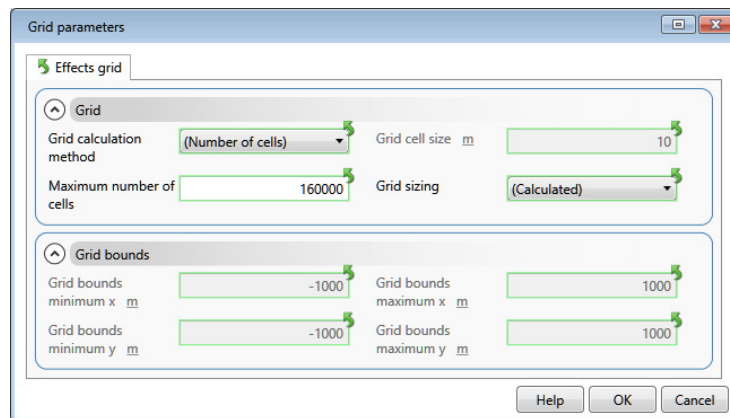 Grid parameters
Effects grid
Grid
Grid calculation method
(Number of cells)
Grid cell size m
10
Maximum number of cells
160000
Grid sizing
(Calculated)
Grid bounds
Grid bounds minimum x m
-1000
Grid bounds maximum x m
1000
Grid bounds minimum y m
-1000
Grid bounds maximum y m
1000
Help
OK
Cancel